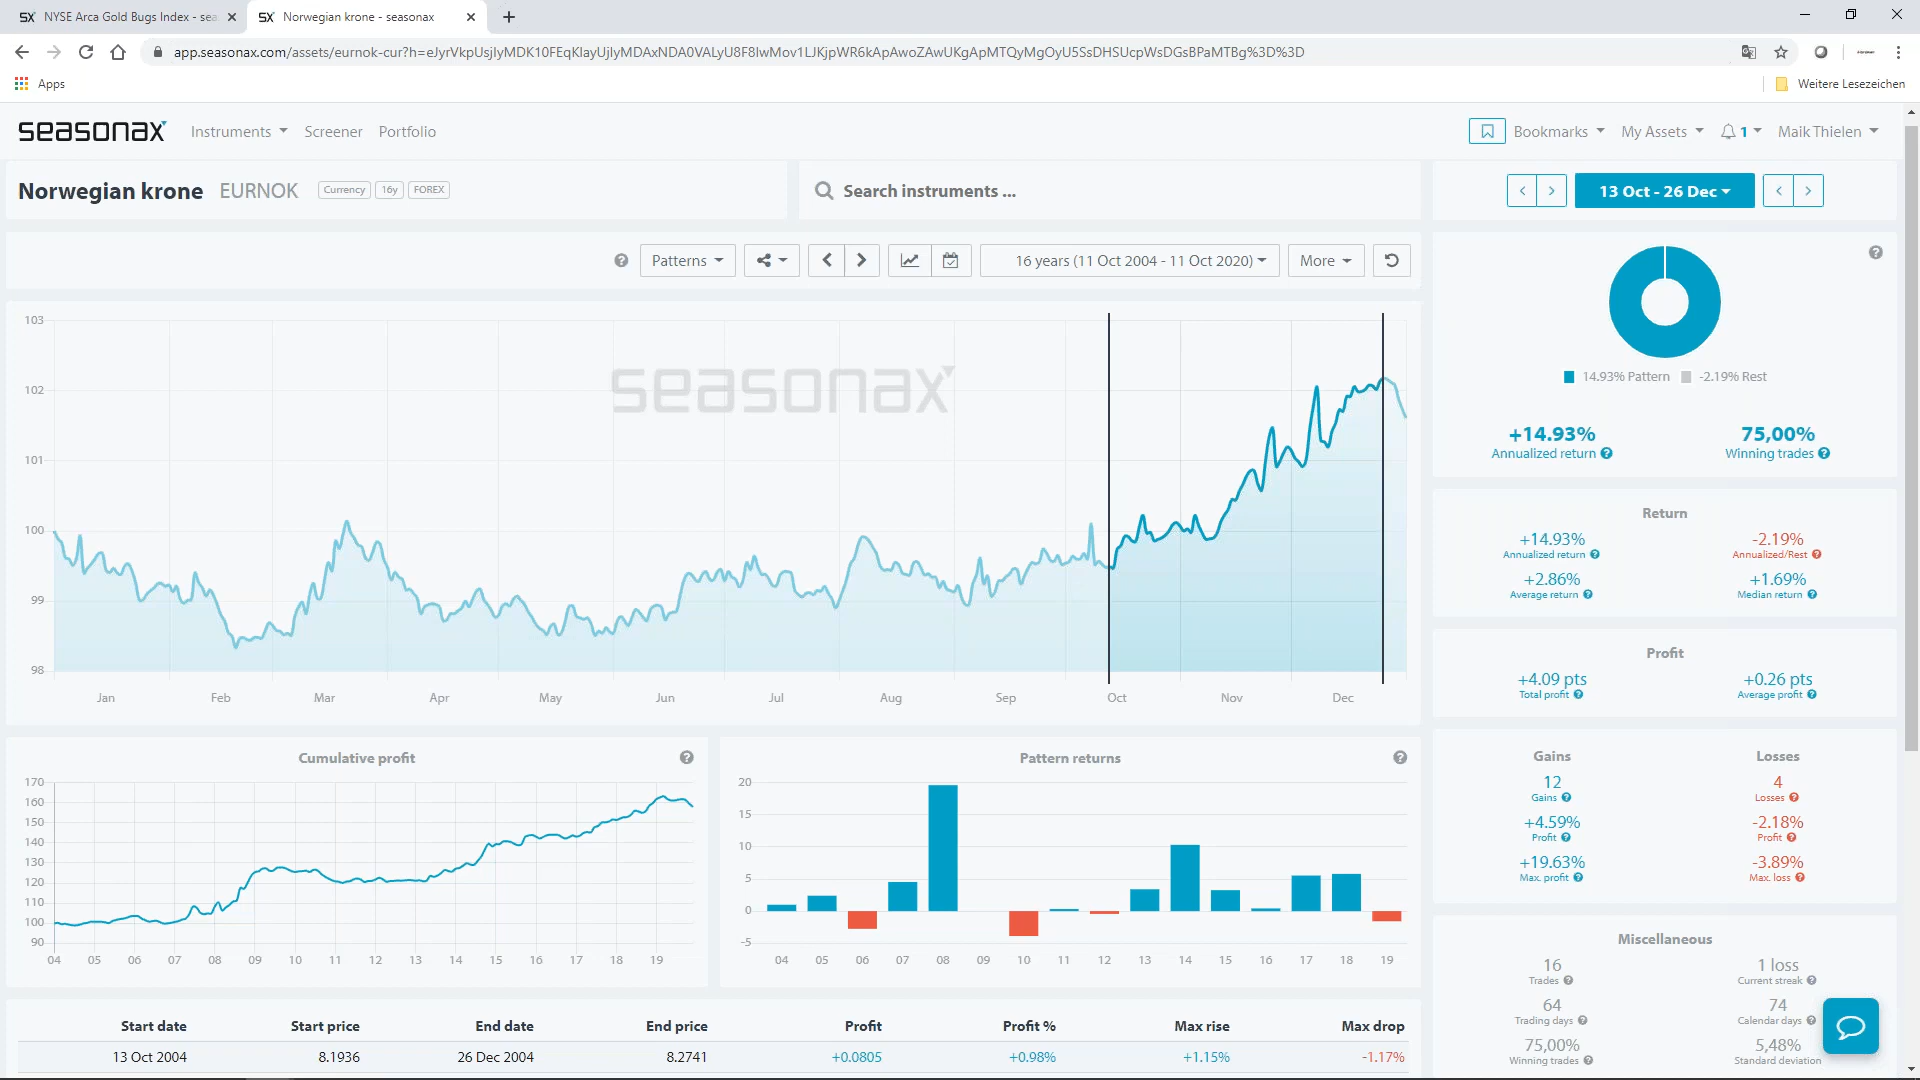 NYSE Arca Gold Bugs Index - sea
Norwegian krone - seasonax
Apps
Weitere Lesezeichen
seasonax
Instruments
Screener
Portfolio
Bookmarks
My Assets
1
Maik Thielen
Norwegian krone EURNOK
Currency 16y FOREX
Search instruments ...
13 Oct - 26 Dec
Patterns
16 years (11 Oct 2004 - 11 Oct 2020)
More
seasonax
103
102
101
100
99
98
Jan Feb Mar Apr May Jun Jul Aug Sep Oct Nov Dec
14.93% Pattern -2.19% Rest
+14.93% 75,00%
Annualized return Winning trades
Return
+14.93% -2.19%
Annualized return Annualized/Rest
+2.86% +1.69%
Average return Median return
Profit
+4.09 pts +0.26 pts
Total profit Average profit
Gains Losses
12 4
Gains Losses
+4.59% -2.18%
Profit Profit
+19.63% -3.89%
Max. profit Max. loss
Miscellaneous
16 1 loss
Trades Current streak
64 74
Trading days Calendar days
75,00% 5,48%
Winning trades Standard deviation
Cumulative profit
170
160
150
140
130
120
110
100
90
04 05 06 07 08 09 10 11 12 13 14 15 16 17 18 19
Pattern returns
20
15
10
5
0
-5
04 05 06 07 08 09 10 11 12 13 14 15 16 17 18 19
Start date Start price End date End price Profit Profit % Max rise Max drop
13 Oct 2004 8.1936 26 Dec 2004 8.2741 +0.0805 +0.98% +1.15% -1.17%